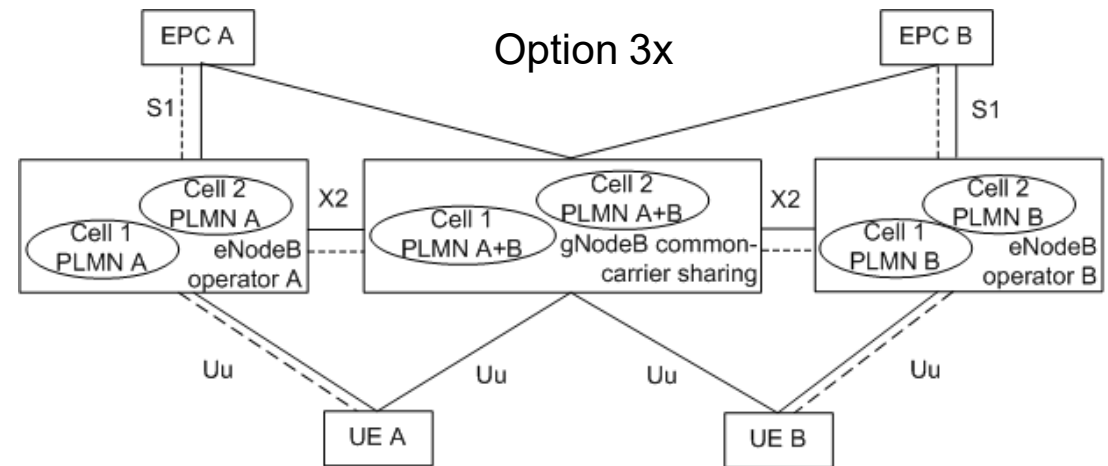 EPC A
Option 3x
EPC B
S1
S1
Cell 2
PLMN A
Cell 1
PLMN A
eNodeB
operator A
X2
Cell 2
PLMN A+B
Cell 1
PLMN A+B
gNodeB common-
carrier sharing
X2
Cell 2
PLMN B
Cell 1
PLMN B
eNodeB
operator B
Uu
Uu
Uu
Uu
UE A
UE B